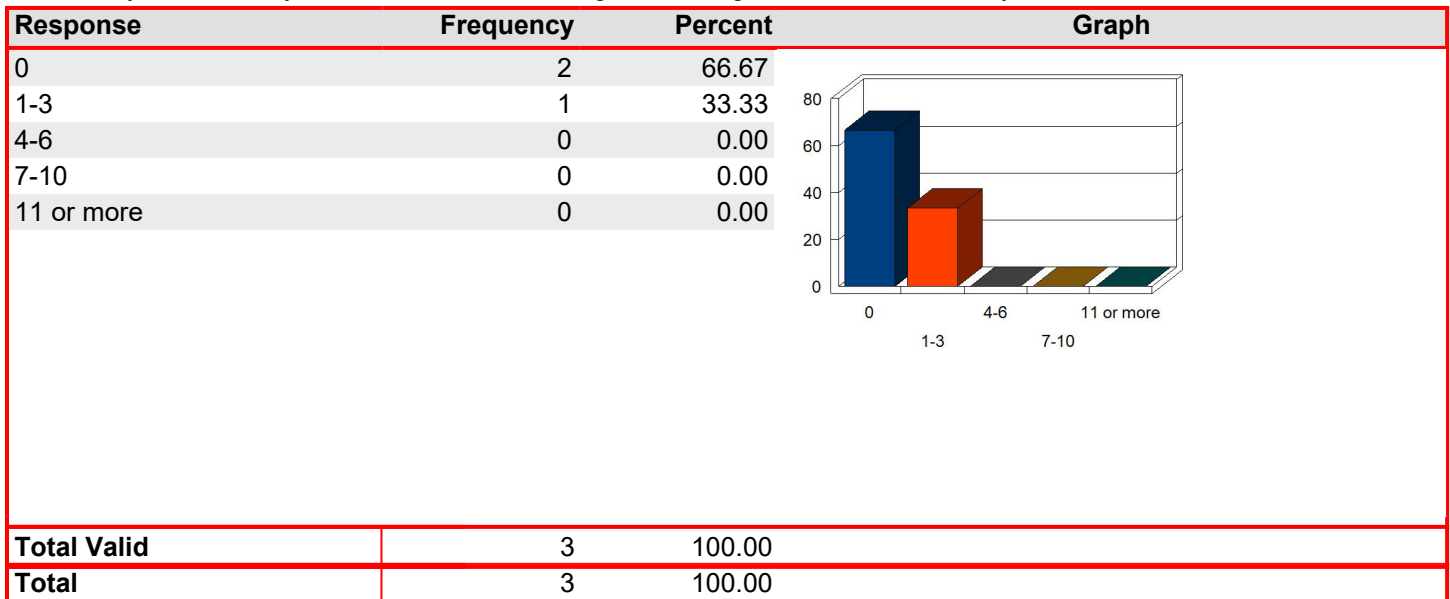 Response Frequency Percent Graph
0 2 66.67
1-3 1 33.33
4-6 0 0.00
7-10 0 0.00
11 or more 0 0.00
80
60
40
20
0
0 4-6 11 or more
1-3 7-10
Total Valid 3 100.00
Total 3 100.00